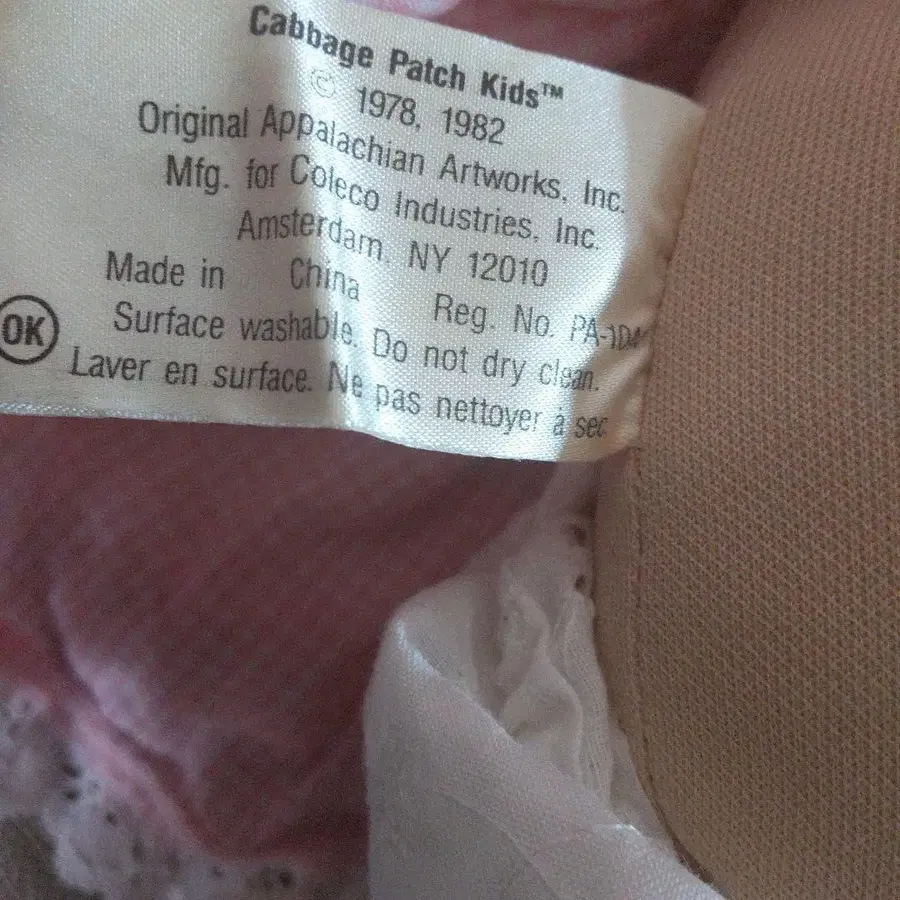 Cabbage Patch Kids™
© 1978, 1982
Original Appalachian Artworks, Inc.
Mfg. for Coleco Industries, Inc.
Amsterdam, NY 12010
Made in China Reg. No. PA-104
OK Surface washable. Do not dry clean.
Laver en surface. Ne pas nettoyer à sec